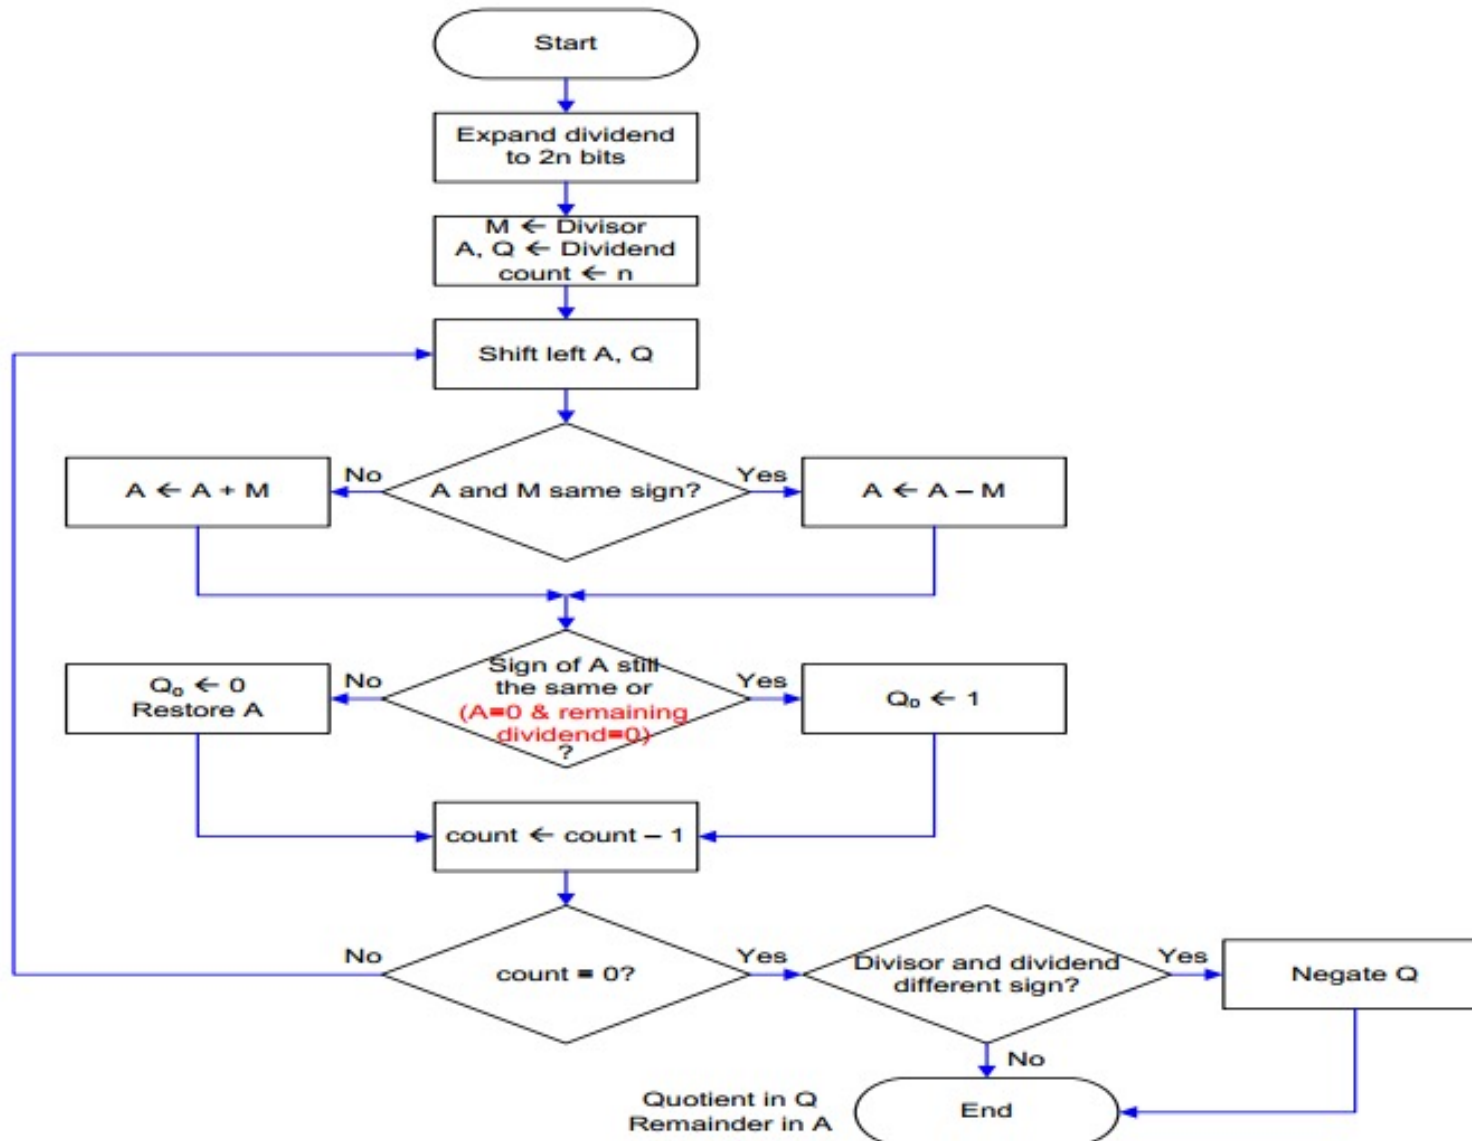 Start
Expand dividend
to 2n bits
M ← Divisor
A, Q ← Dividend
count ← n
Shift left A, Q
No
A and M same sign?
Yes
A ← A + M
A ← A – M
Sign of A still
the same or
(A=0 & remaining
dividend=0)
?
No
Yes
Q₀ ← 0
Restore A
Q₀ ← 1
count ← count – 1
No
count = 0?
Yes
Divisor and dividend
different sign?
Yes
Negate Q
No
Quotient in Q
Remainder in A
End